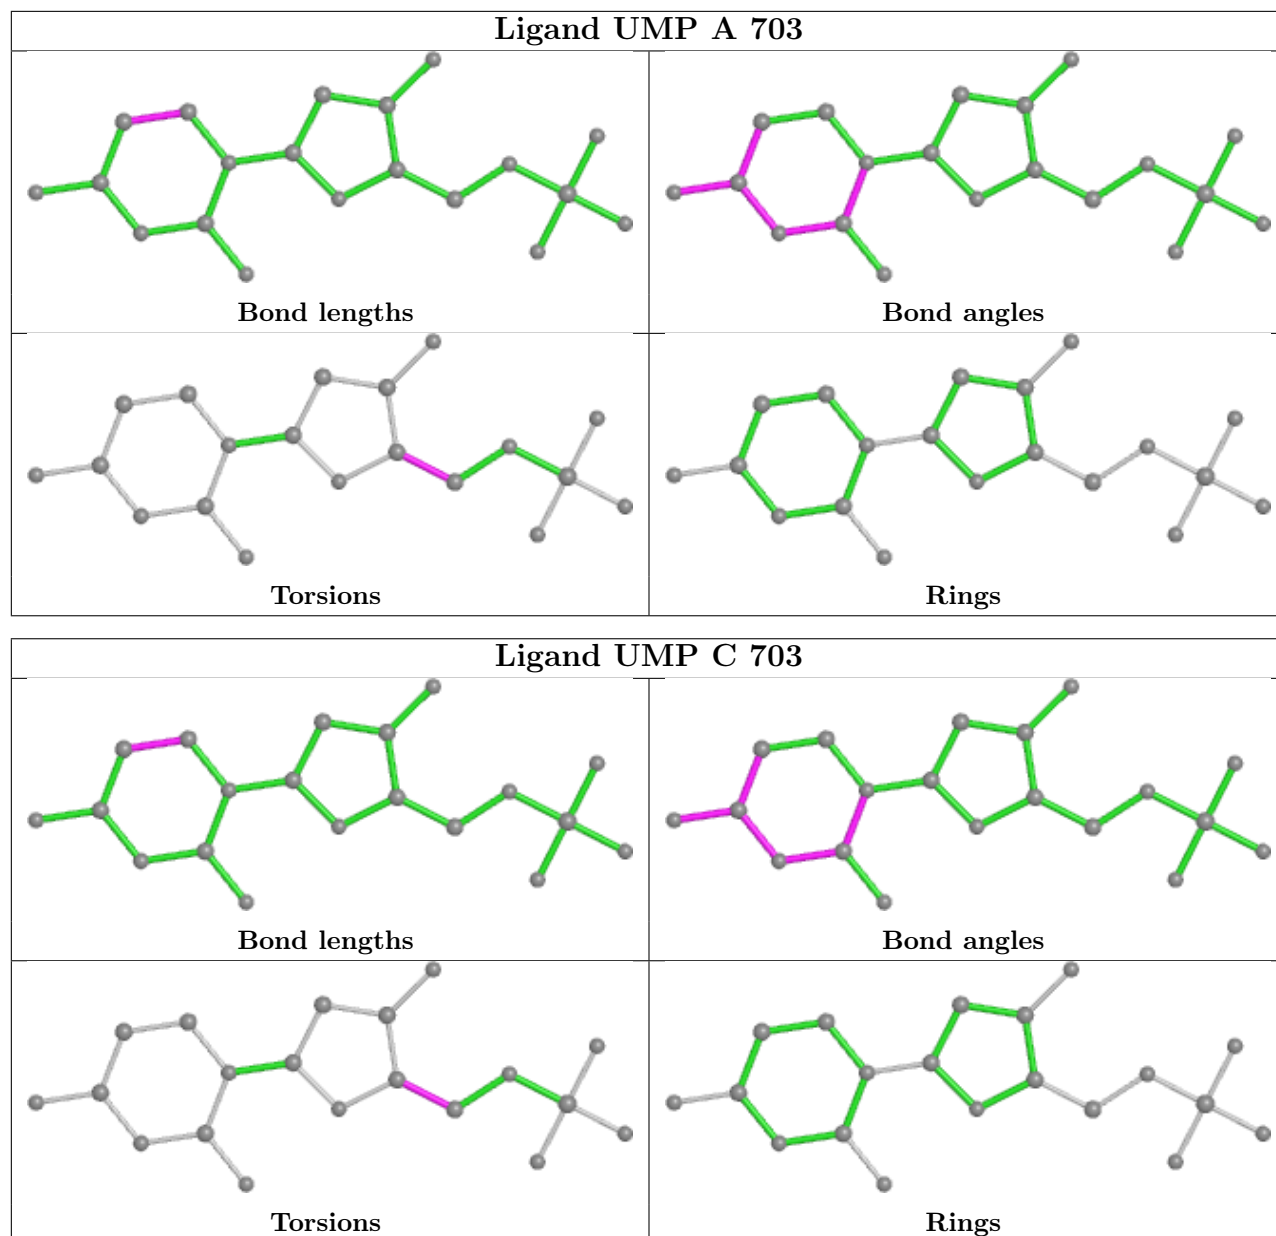 Ligand UMP A 703
Bond lengths
Bond angles
Torsions
Rings
Ligand UMP C 703
Bond lengths
Bond angles
Torsions
Rings